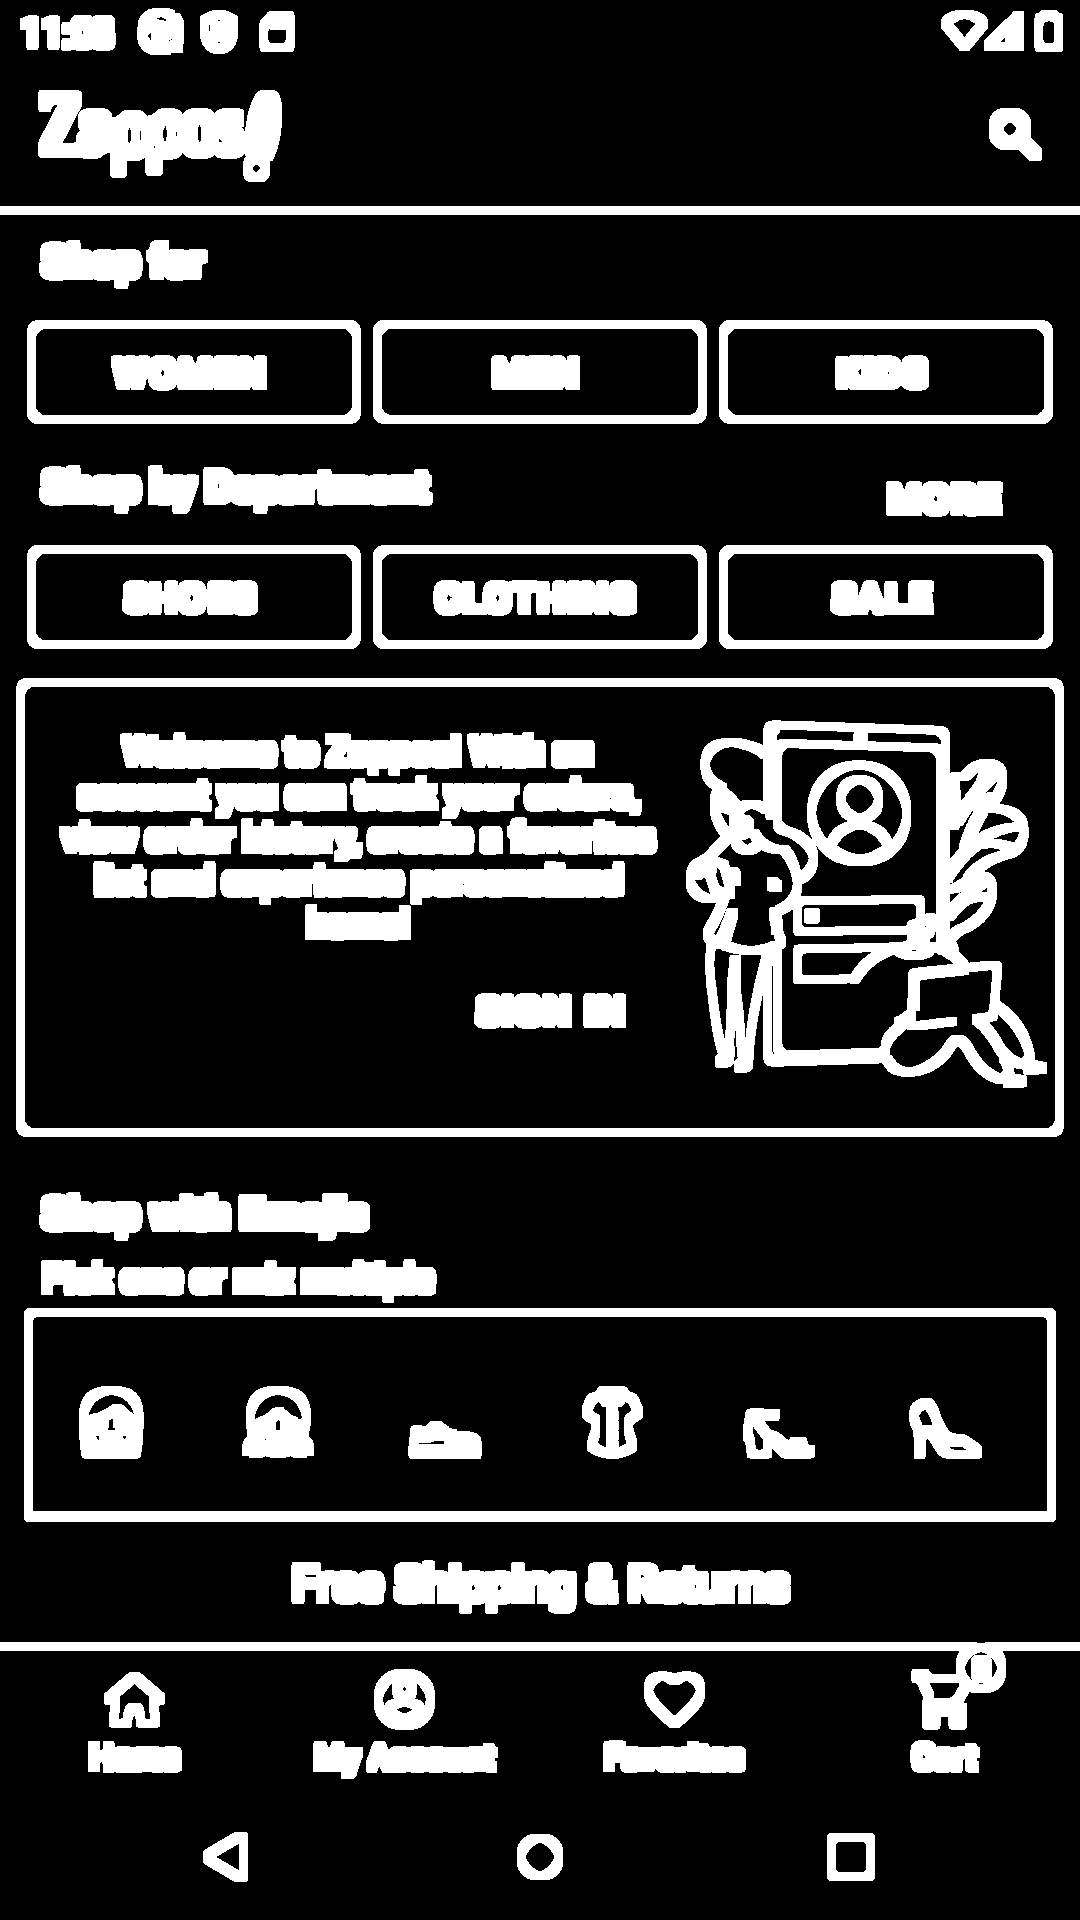 Zappos!
Shop for
WOMEN
MEN
KIDS
Shop by Department
MORE
SHOES
CLOTHING
SALE
Welcome to Zappos! With an
account you can track your orders,
view order history, create a favorites
list and experience personalized
home!
SIGN IN
Shop with Emojis
Pick one or mix multiple
Free Shipping & Returns
Home
My Account
Favorites
Cart